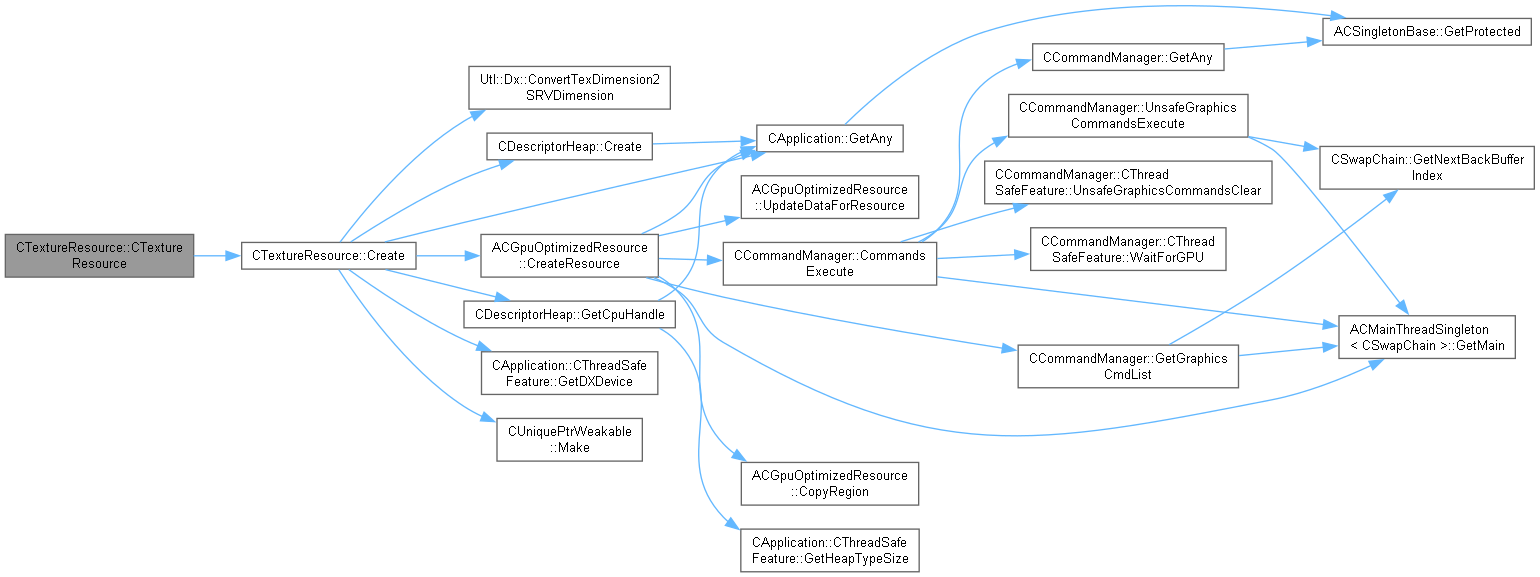 CTextureResource::CTexture
Resource
CTextureResource::Create
Utl::Dx::ConvertTexDimension2
SRVDimension
CDescriptorHeap::Create
ACGpuOptimizedResource
::CreateResource
CDescriptorHeap::GetCpuHandle
CApplication::CThreadSafe
Feature::GetDXDevice
CUniquePtrWeakable
::Make
CApplication::GetAny
ACGpuOptimizedResource
::UpdateDataForResource
CCommandManager::Commands
Execute
ACGpuOptimizedResource
::CopyRegion
CApplication::CThreadSafe
Feature::GetHeapTypeSize
CCommandManager::GetAny
CCommandManager::UnsafeGraphics
CommandsExecute
CCommandManager::CThread
SafeFeature::UnsafeGraphicsCommandsClear
CCommandManager::CThread
SafeFeature::WaitForGPU
CCommandManager::GetGraphics
CmdList
ACSingletonBase::GetProtected
CSwapChain::GetNextBackBuffer
Index
ACMainThreadSingleton
< CSwapChain >::GetMain